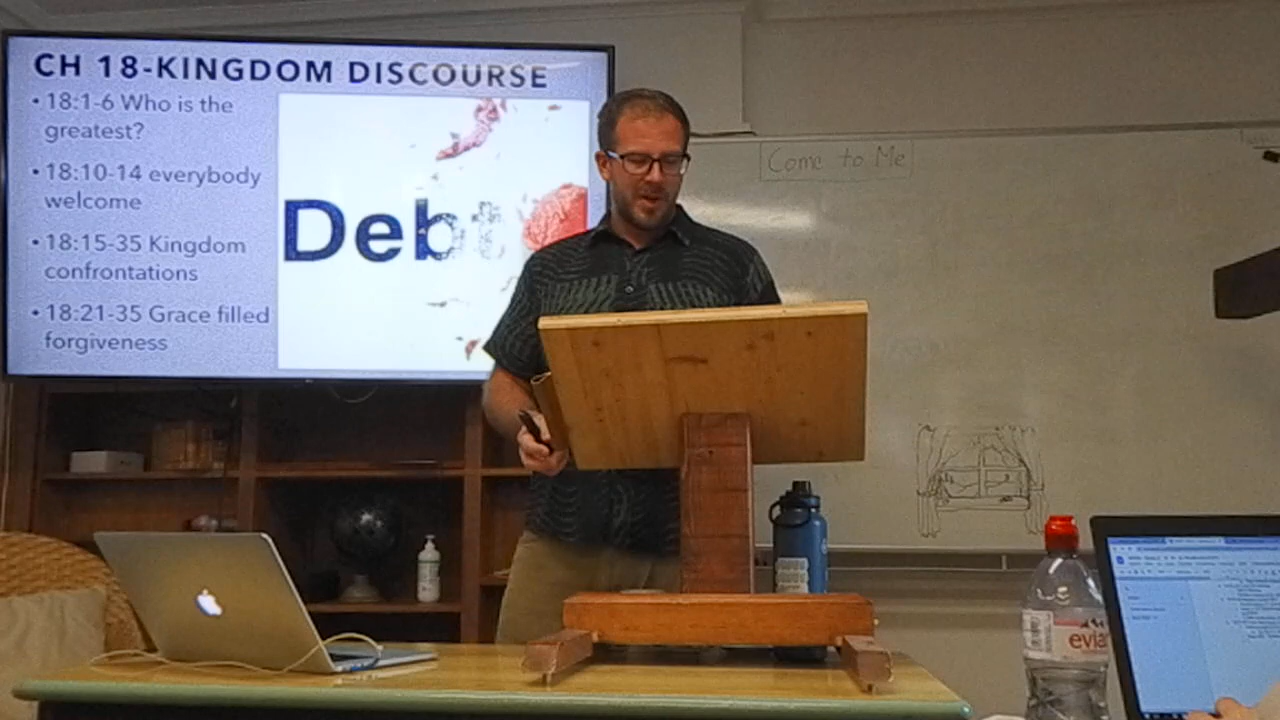 CH 18-KINGDOM DISCOURSE
• 18:1-6 Who is the
greatest?
• 18:10-14 everybody
welcome
• 18:15-35 Kingdom
confrontations
• 18:21-35 Grace filled
forgiveness
Debt
Come to Me
evian